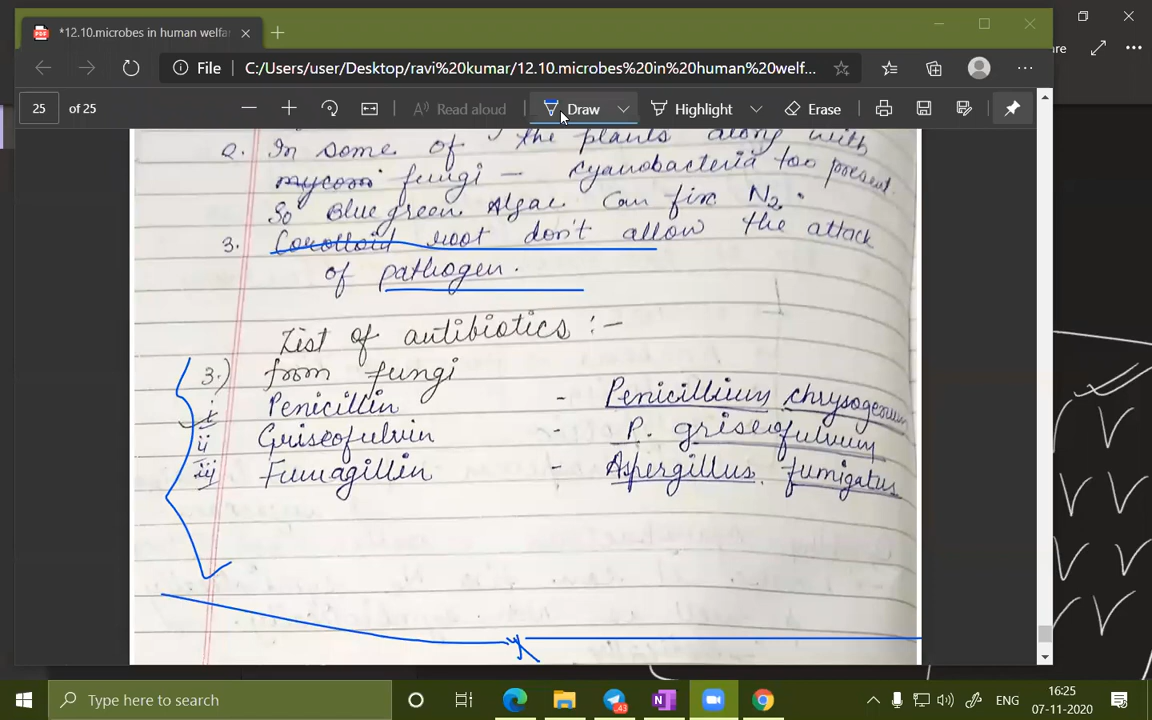 *12.10.microbes in human welfa
File C:/Users/user/Desktop/ravi%20kumar/12.10.microbes%20in%20human%20welf...
25 of 25 Read aloud Draw Highlight Erase
re
2. In some of the plants along with
mycorr fungi - cyanobacteria too present.
So Blue green Algae Can fix N2.
3. Corolloid root don't allow the attack
of pathogen.
List of antibiotics :-
3.) from fungi
i Penicillin - Penicillium chrysogenum
ii Griseofulvin - P. griseofulvum
iii Fumagillin - Aspergillus fumigatus
Type here to search
43
ENG
16:25
07-11-2020